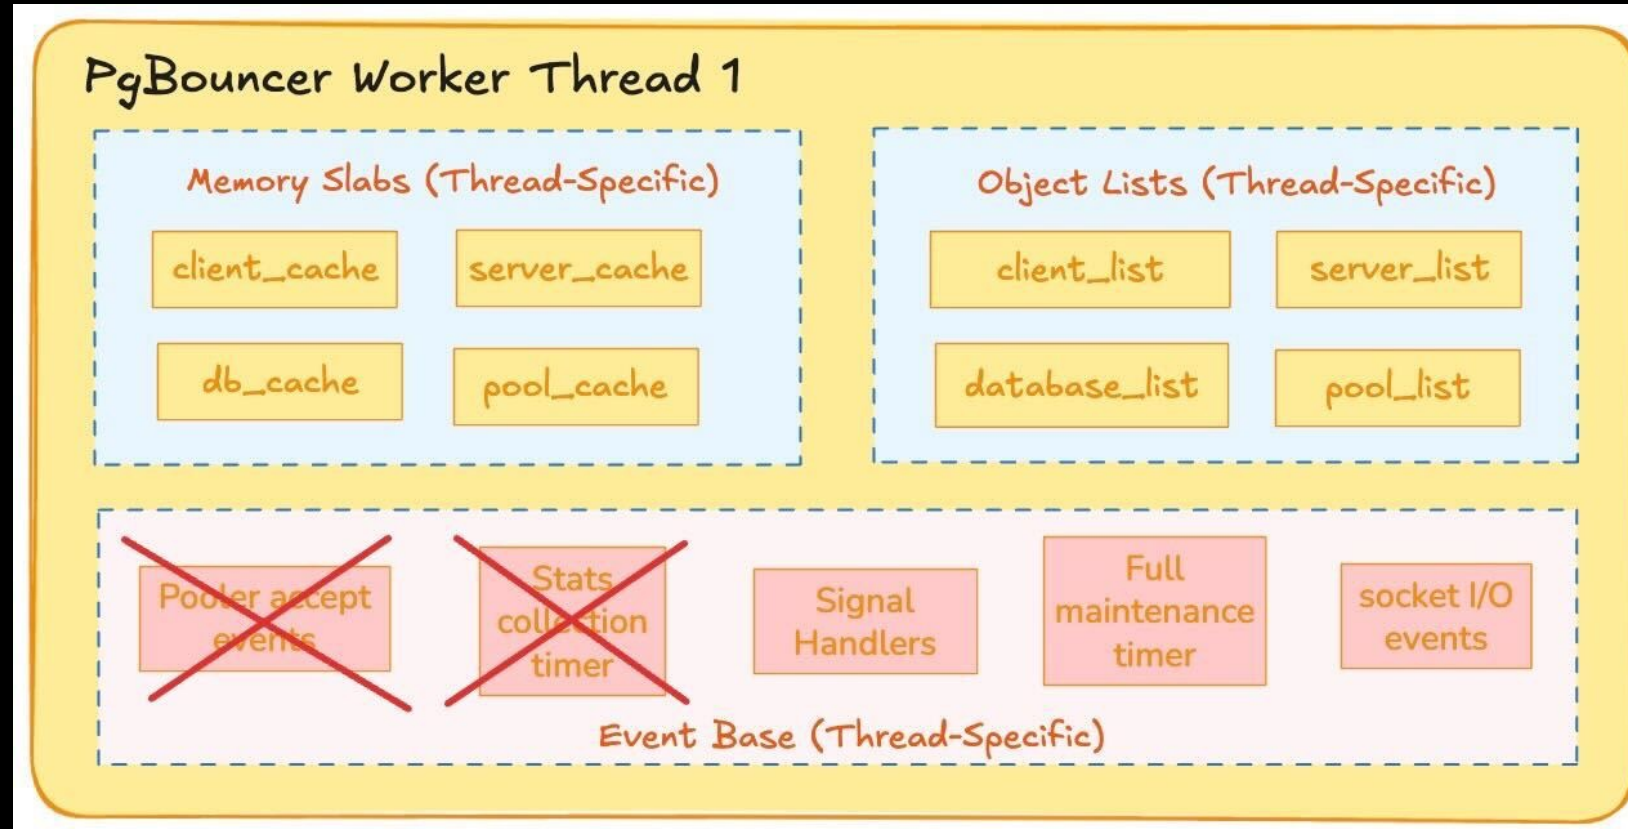 PgBouncer Worker Thread 1
Memory Slabs (Thread-Specific)
client_cache
server_cache
db_cache
pool_cache
Object Lists (Thread-Specific)
client_list
server_list
database_list
pool_list
Pooler accept
events
Stats
collection
timer
Signal
Handlers
Full
maintenance
timer
socket I/O
events
Event Base (Thread-Specific)